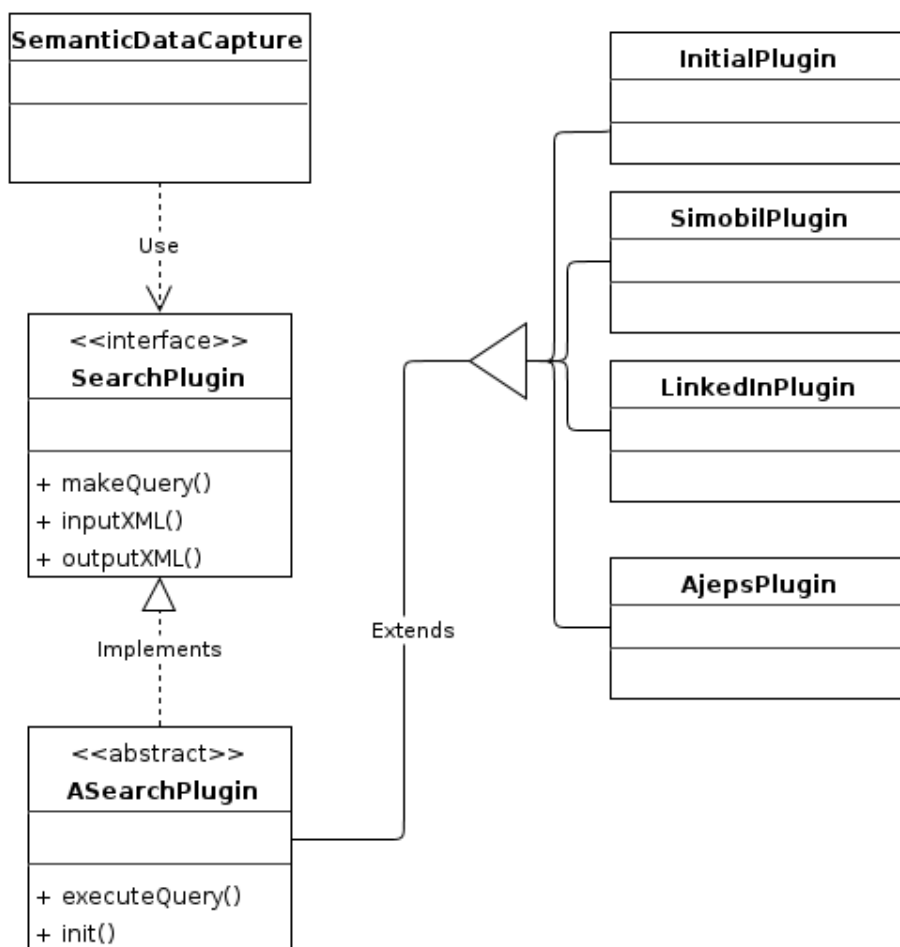 SemanticDataCapture
Use
<<interface>>
SearchPlugin
+ makeQuery()
+ inputXML()
+ outputXML()
Implements
<<abstract>>
ASearchPlugin
+ executeQuery()
+ init()
Extends
InitialPlugin
SimobilPlugin
LinkedInPlugin
AjepsPlugin